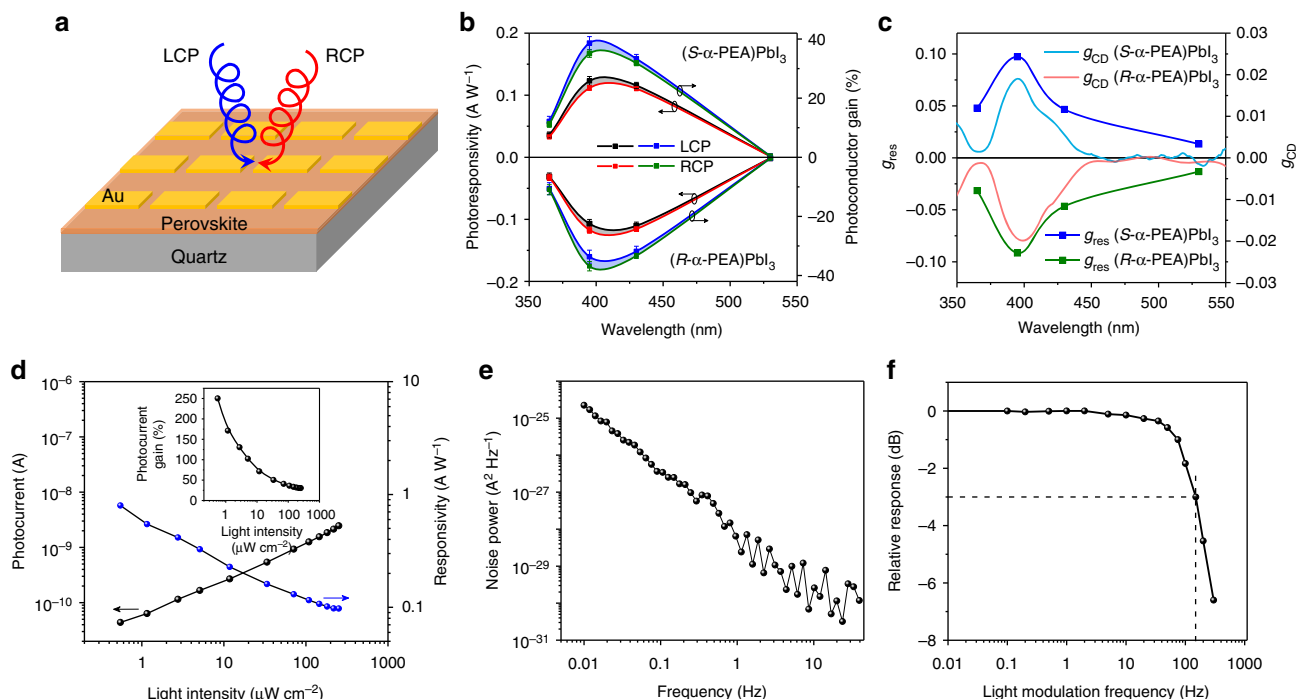 a
LCP
RCP
Au
Perovskite
Quartz
b
0.2
0.1
0.0
–0.1
–0.2
Photoresponsivity (A W⁻¹)
(S-α-PEA)PbI₃
LCP
RCP
(R-α-PEA)PbI₃
40
20
0
–20
–40
Photoconductor gain (%)
350 400 450 500 550
Wavelength (nm)
c
0.10
0.05
0.00
–0.05
–0.10
g_res
g_CD (S-α-PEA)PbI₃
g_CD (R-α-PEA)PbI₃
g_res (S-α-PEA)PbI₃
g_res (R-α-PEA)PbI₃
0.03
0.02
0.01
0.00
–0.01
–0.02
–0.03
g_CD
350 400 450 500 550
Wavelength (nm)
d
10⁻⁶
10⁻⁷
10⁻⁸
10⁻⁹
10⁻¹⁰
Photocurrent (A)
250
200
150
100
50
0
Photocurrent
gain (%)
1 10 100 1000
Light intensity
(μW cm⁻²)
10
1
0.1
Responsivity (A W⁻¹)
1 10 100 1000
Light intensity (μW cm⁻²)
e
10⁻²⁵
10⁻²⁷
10⁻²⁹
10⁻³¹
Noise power (A² Hz⁻¹)
0.01 0.1 1 10
Frequency (Hz)
f
0
–2
–4
–6
–8
Relative response (dB)
0.01 0.1 1 10 100 1000
Light modulation frequency (Hz)